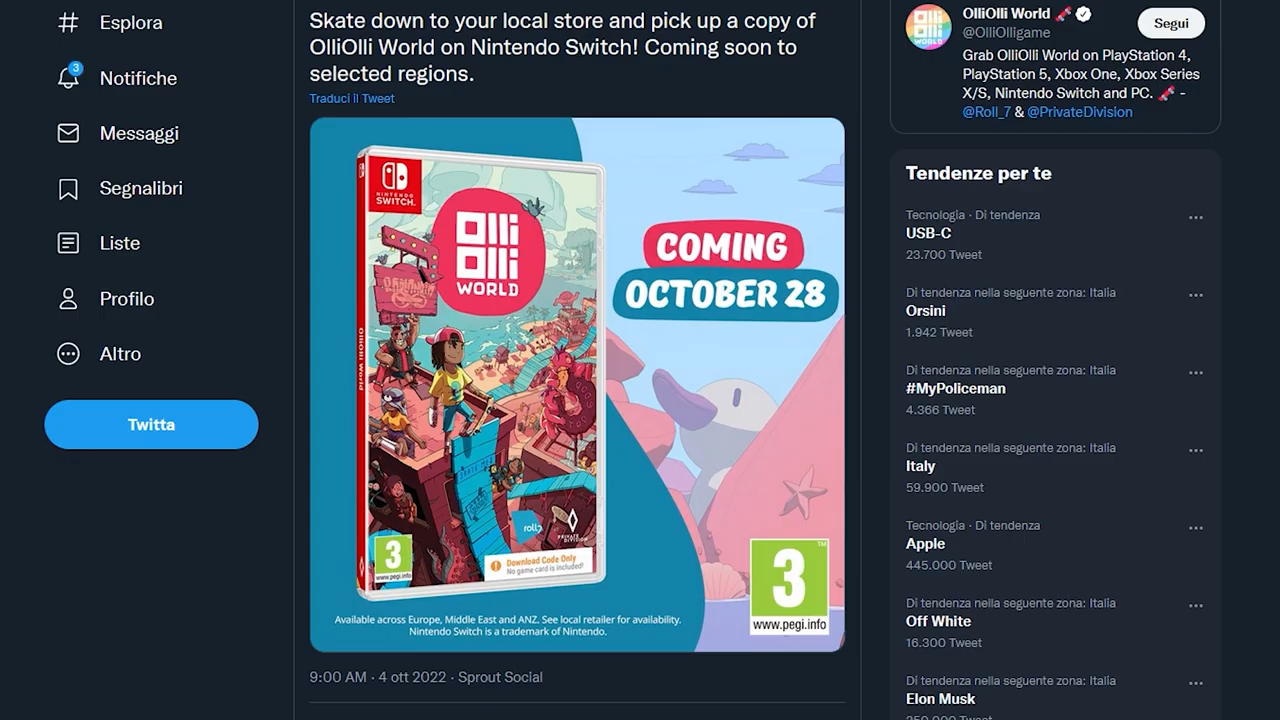 Esplora
3
Notifiche
Messaggi
Segnalibri
Liste
Profilo
Altro
Twitta
Skate down to your local store and pick up a copy of
OlliOlli World on Nintendo Switch! Coming soon to
selected regions.
Traduci il Tweet
NINTENDO
SWITCH.
Olli
Olli
WORLD
OlliOlli World
roll7
PRIVATE
DIVISION
3
www.pegi.info
Download Code Only
No game card is included!
COMING
OCTOBER 28
3
TM
www.pegi.info
Available across Europe, Middle East and ANZ. See local retailer for availability.
Nintendo Switch is a trademark of Nintendo.
9:00 AM · 4 ott 2022 · Sprout Social
Olli
Olli
WORLD
OlliOlli World
@OlliOlligame
Segui
Grab OlliOlli World on PlayStation 4,
PlayStation 5, Xbox One, Xbox Series
X/S, Nintendo Switch and PC. -
@Roll_7 & @PrivateDivision
Tendenze per te
Tecnologia · Di tendenza
USB-C
23.700 Tweet
Di tendenza nella seguente zona: Italia
Orsini
1.942 Tweet
Di tendenza nella seguente zona: Italia
#MyPoliceman
4.366 Tweet
Di tendenza nella seguente zona: Italia
Italy
59.900 Tweet
Tecnologia · Di tendenza
Apple
445.000 Tweet
Di tendenza nella seguente zona: Italia
Off White
16.300 Tweet
Di tendenza nella seguente zona: Italia
Elon Musk